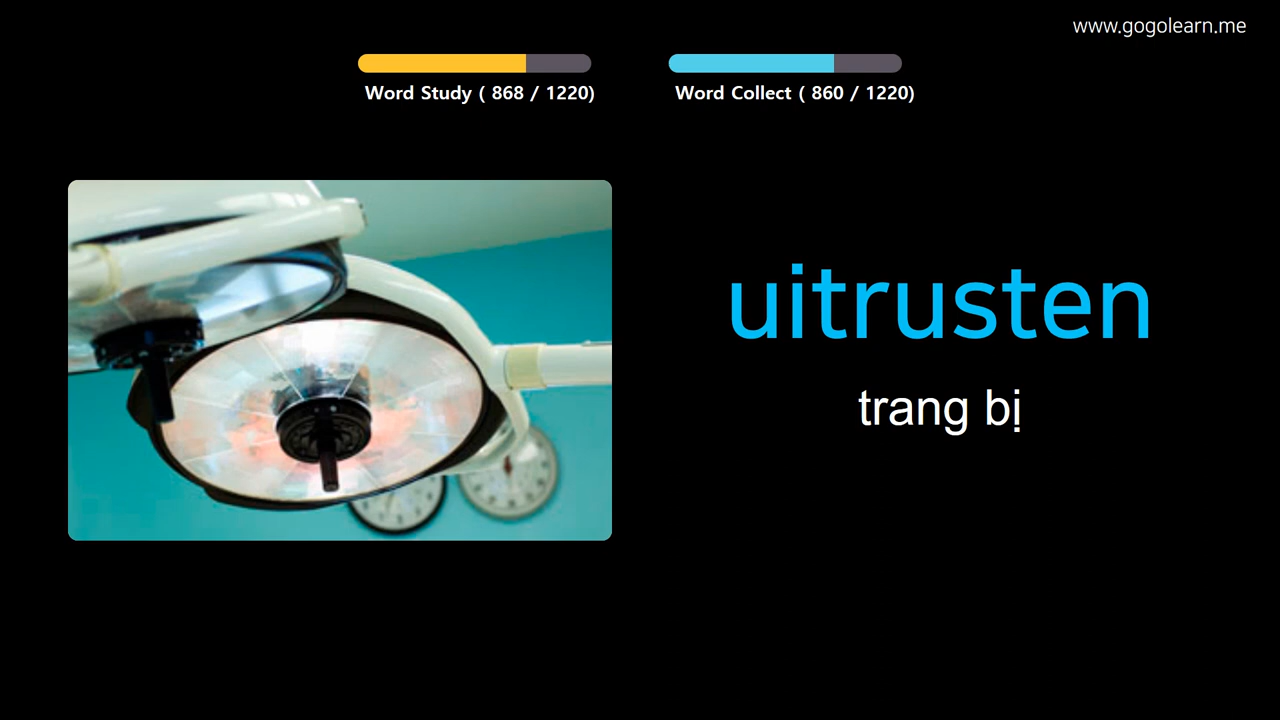 www.gogolearn.me
Word Study ( 868 / 1220)
Word Collect ( 860 / 1220)
uitrusten
trang bị